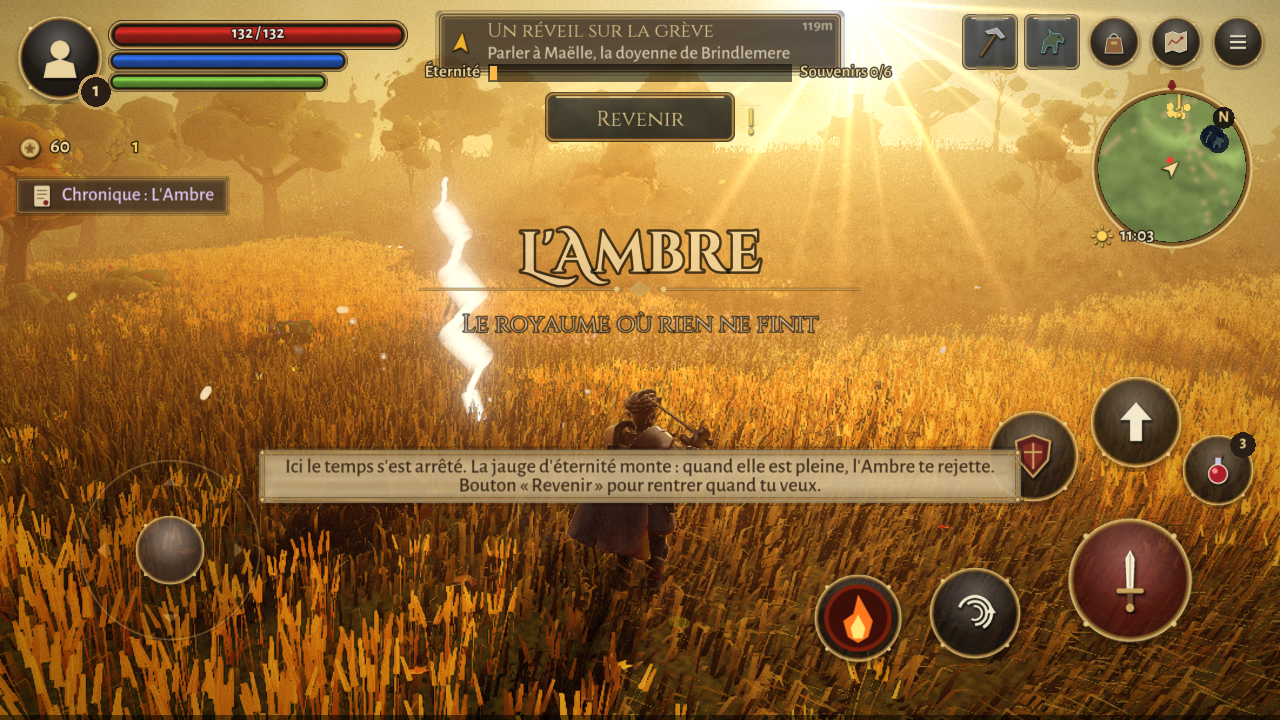 132 / 132
1
60
1
Chronique : L'Ambre
Un réveil sur la grève
119m
Parler à Maëlle, la doyenne de Brindlemere
Éternité
Souvenirs 0/6
Revenir
!
N
11:03
L'Ambre
Le royaume où rien ne finit
Ici le temps s'est arrêté. La jauge d'éternité monte : quand elle est pleine, l'Ambre te rejette.
Bouton « Revenir » pour rentrer quand tu veux.
3